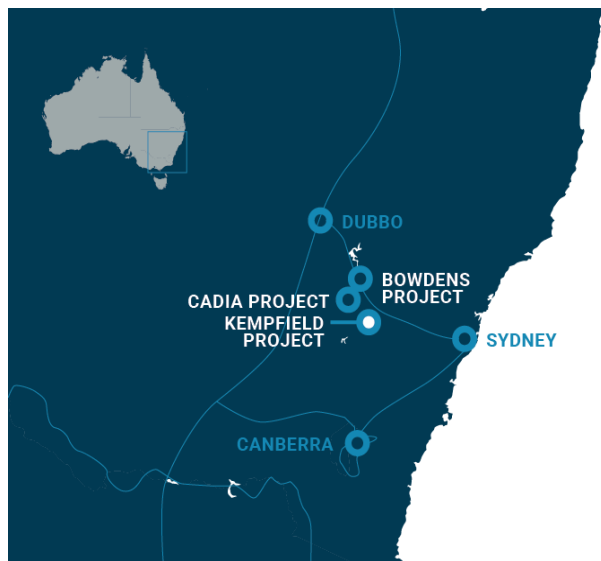 DUBBO
BOWDENS
PROJECT
CADIA PROJECT
KEMPFIELD
PROJECT
SYDNEY
CANBERRA